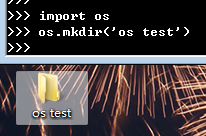 >>> import os
>>> os.mkdir('os test')
>>>
os test